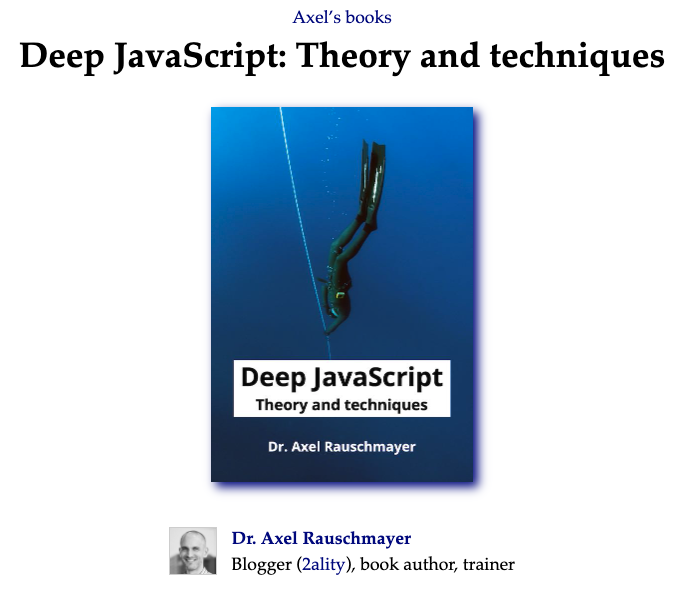 Axel’s books
Deep JavaScript: Theory and techniques
Deep JavaScript
Theory and techniques
Dr. Axel Rauschmayer
Dr. Axel Rauschmayer
Blogger (2ality), book author, trainer